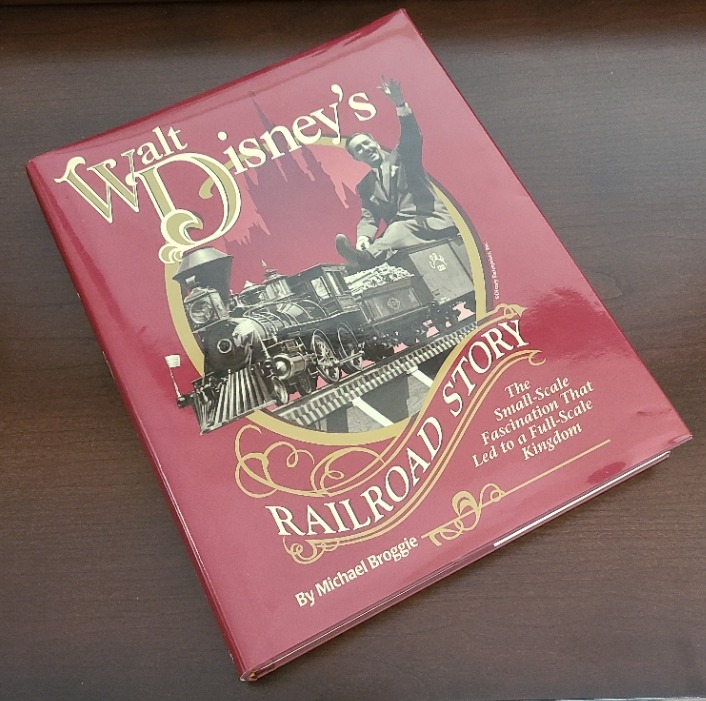 Walt
Disney's
RAILROAD STORY
The
Small-Scale
Fascination That
Led to a Full-Scale
Kingdom
By Michael Broggie